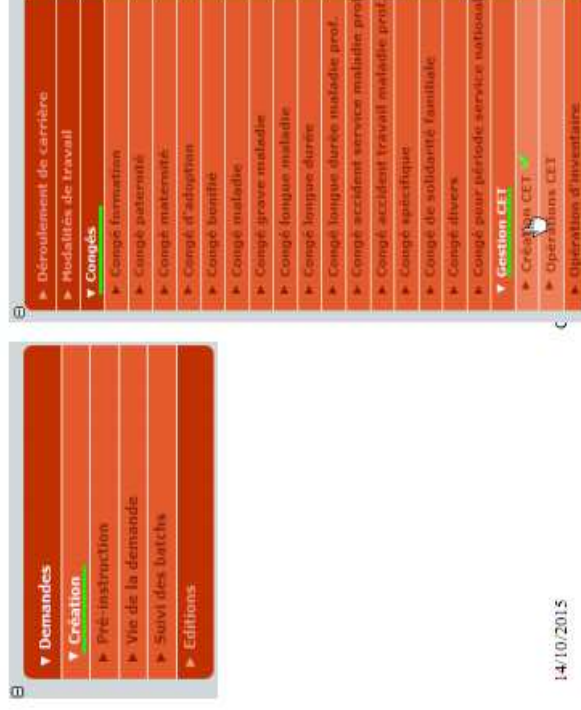 ▼ Demandes
▼ Création
► Pré-instruction
► Vie de la demande
► Suivi des batchs
► Editions
► Déroulement de carrière
► Modalités de travail
▼ Congés
► Congé formation
► Congé paternité
► Congé maternité
► Congé d'adoption
► Congé bonifié
► Congé maladie
► Congé grave maladie
► Congé longue maladie
► Congé longue durée
► Congé longue durée maladie prof.
► Congé accident service maladie prof
► Congé accident travail maladie prof.
► Congé spécifique
► Congé de solidarité familiale
► Congé divers
► Congé pour période service national
▼ Gestion CET
► Création CET
► Opérations CET
► Opération d'inventaire
14/10/2015